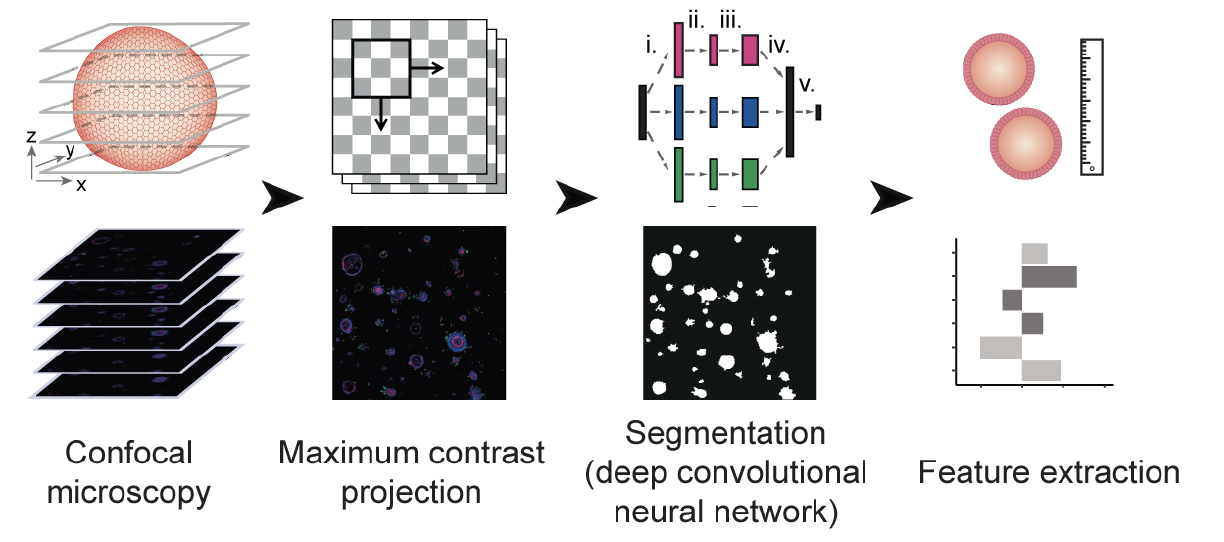 i.
ii.
iii.
iv.
v.
z
y
x
Confocal
microscopy
Maximum contrast
projection
Segmentation
(deep convolutional
neural network)
Feature extraction